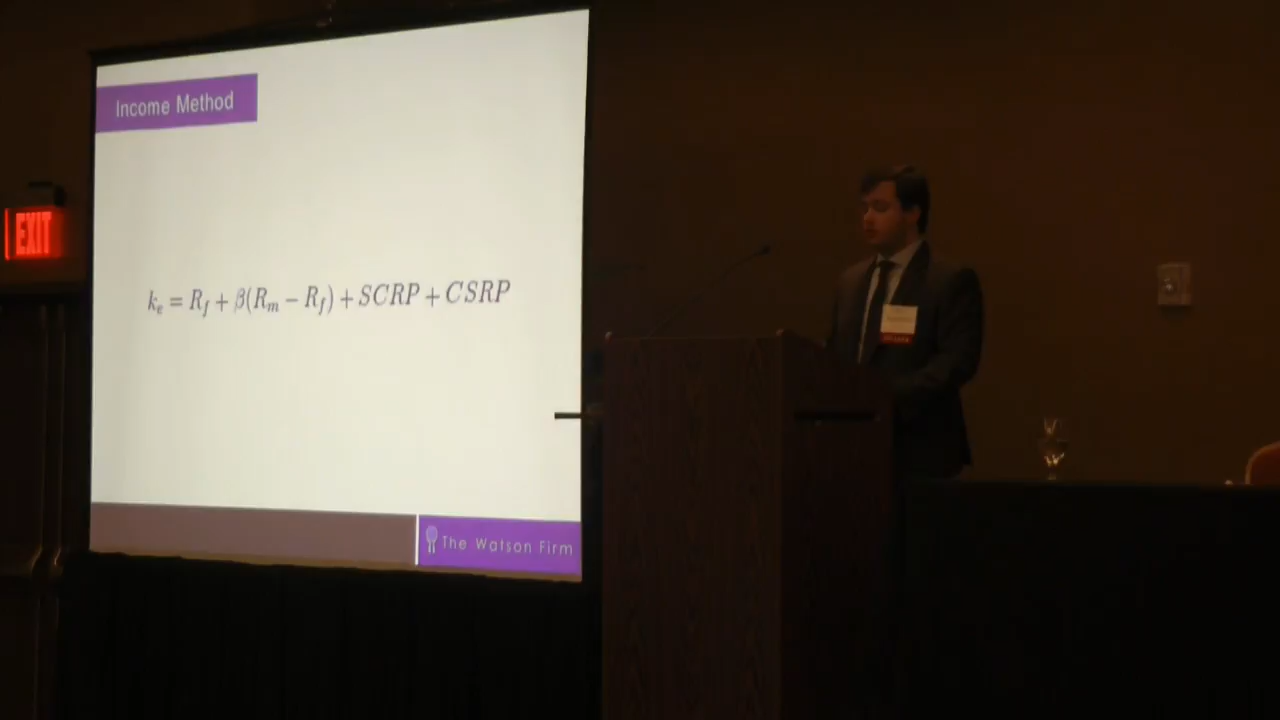 Income Method
EXIT
k_e = R_f + β(R_m − R_f) + SCRP + CSRP
The Watson Firm